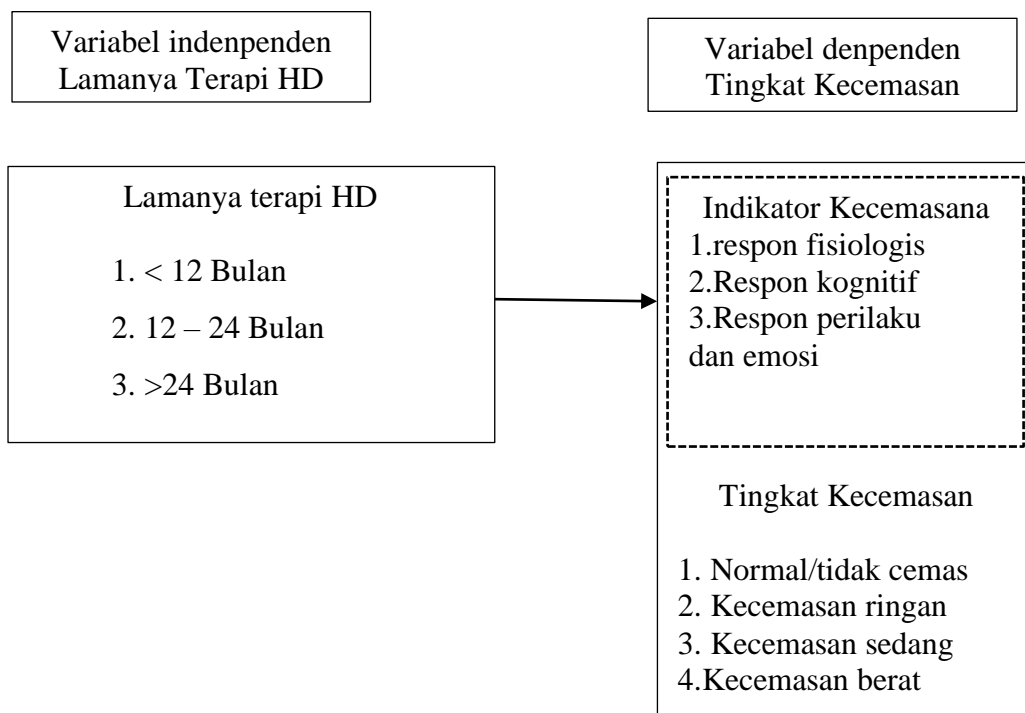 Variabel indenpenden
Lamanya Terapi HD
Variabel denpenden
Tingkat Kecemasan
Lamanya terapi HD
1. < 12 Bulan
2. 12 – 24 Bulan
3. >24 Bulan
Indikator Kecemasana
1.respon fisiologis
2.Respon kognitif
3.Respon perilaku
dan emosi
Tingkat Kecemasan
1. Normal/tidak cemas
2. Kecemasan ringan
3. Kecemasan sedang
4.Kecemasan berat